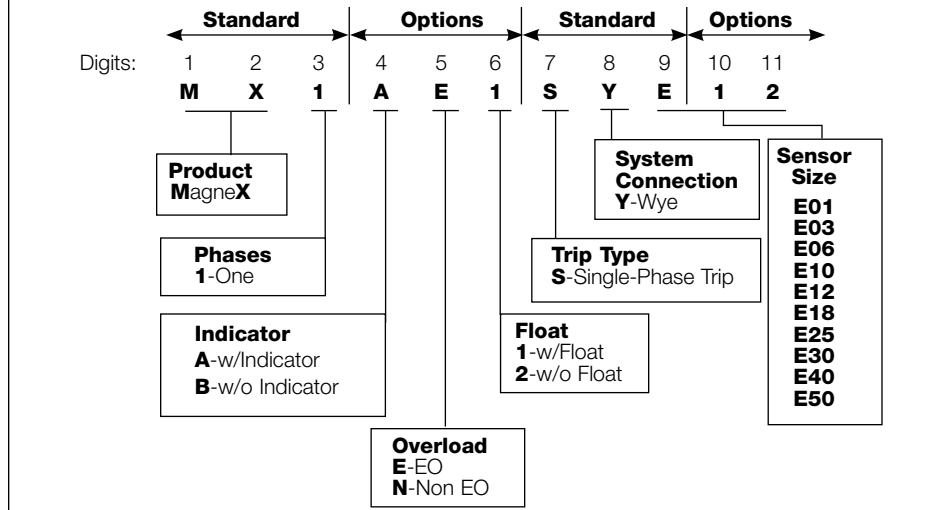 Standard Options Standard Options
Digits: 1 2 3 4 5 6 7 8 9 10 11
M X 1 A E 1 S Y E 1 2
Product
MagneX
Phases
1-One
Indicator
A-w/Indicator
B-w/o Indicator
Overload
E-EO
N-Non EO
Float
1-w/Float
2-w/o Float
Trip Type
S-Single-Phase Trip
System
Connection
Y-Wye
Sensor
Size
E01
E03
E06
E10
E12
E18
E25
E30
E40
E50